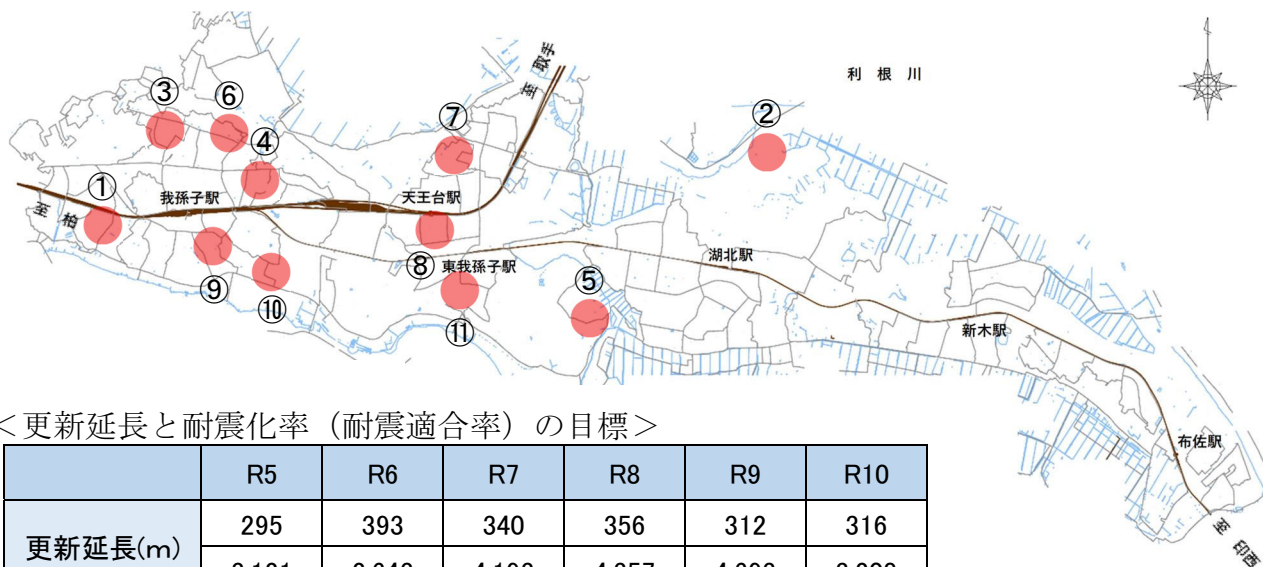 至 取手
利根川
③
⑥
⑦
②
④
①
我孫子駅
天王台駅
至 柏
湖北駅
⑧
東我孫子駅
⑤
⑨
⑩
⑪
新木駅
布佐駅
至 印西
＜更新延長と耐震化率（耐震適合率）の目標＞
R5 R6 R7 R8 R9 R10
更新延長(m) 295 393 340 356 312 316